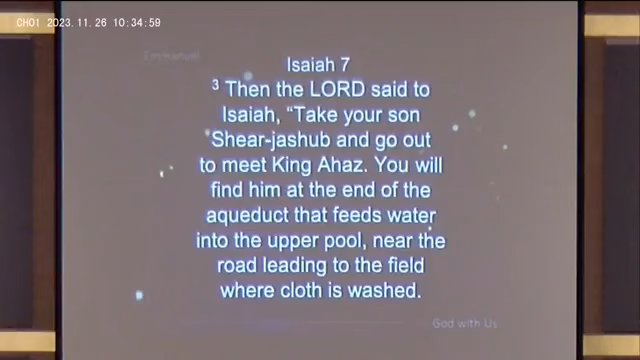 CH01 2023.11.26 10:34:59
Emmanuel
Isaiah 7
3 Then the LORD said to
Isaiah, “Take your son
Shear-jashub and go out
to meet King Ahaz. You will
find him at the end of the
aqueduct that feeds water
into the upper pool, near the
road leading to the field
where cloth is washed.
God with Us